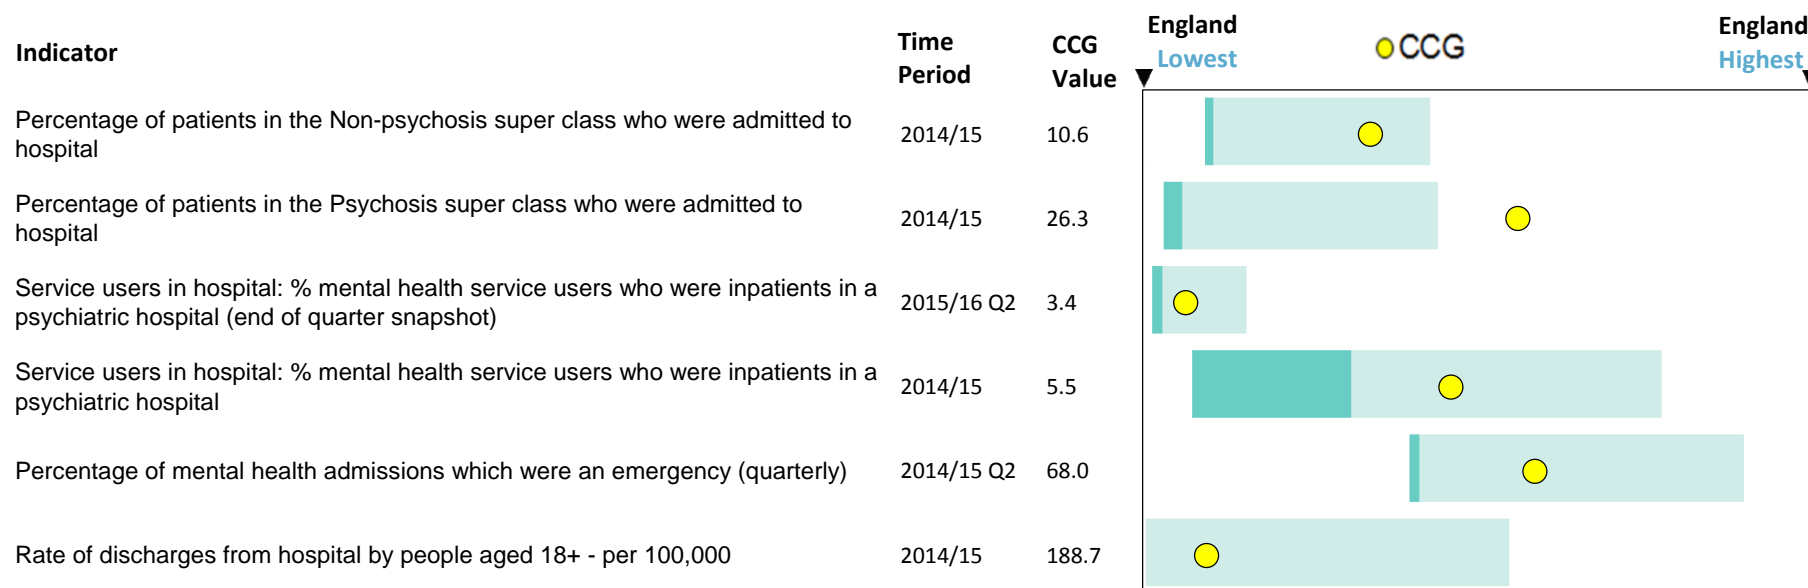 Indicator
Time Period
CCG Value
England Lowest
CCG
England Highest
Percentage of patients in the Non-psychosis super class who were admitted to
hospital
2014/15 10.6
Percentage of patients in the Psychosis super class who were admitted to
hospital
2014/15 26.3
Service users in hospital: % mental health service users who were inpatients in a
psychiatric hospital (end of quarter snapshot)
2015/16 Q2 3.4
Service users in hospital: % mental health service users who were inpatients in a
psychiatric hospital
2014/15 5.5
Percentage of mental health admissions which were an emergency (quarterly) 2014/15 Q2 68.0
Rate of discharges from hospital by people aged 18+ - per 100,000 2014/15 188.7